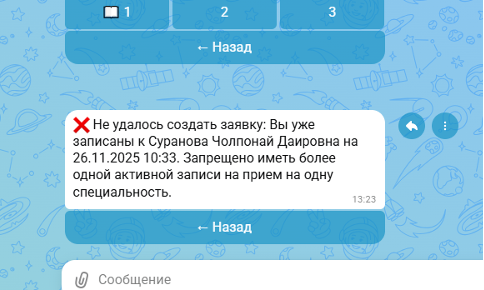 📖 1 2 3
← Назад
❌ Не удалось создать заявку: Вы уже
записаны к Суранова Чолпонай Даировна на
26.11.2025 10:33. Запрещено иметь более
одной активной записи на прием на одну
специальность.
13:23
← Назад
Сообщение